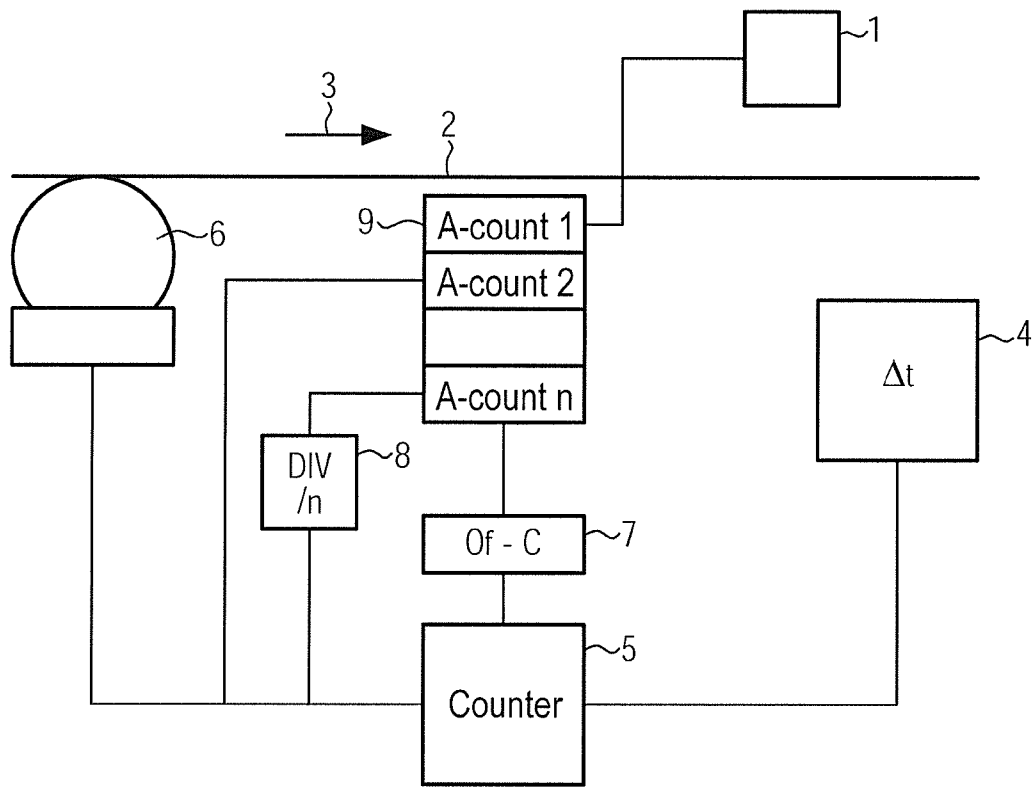 1
3
2
6
9
A-count 1
A-count 2
A-count n
4
Δt
8
DIV
/n
Of - C
7
5
Counter